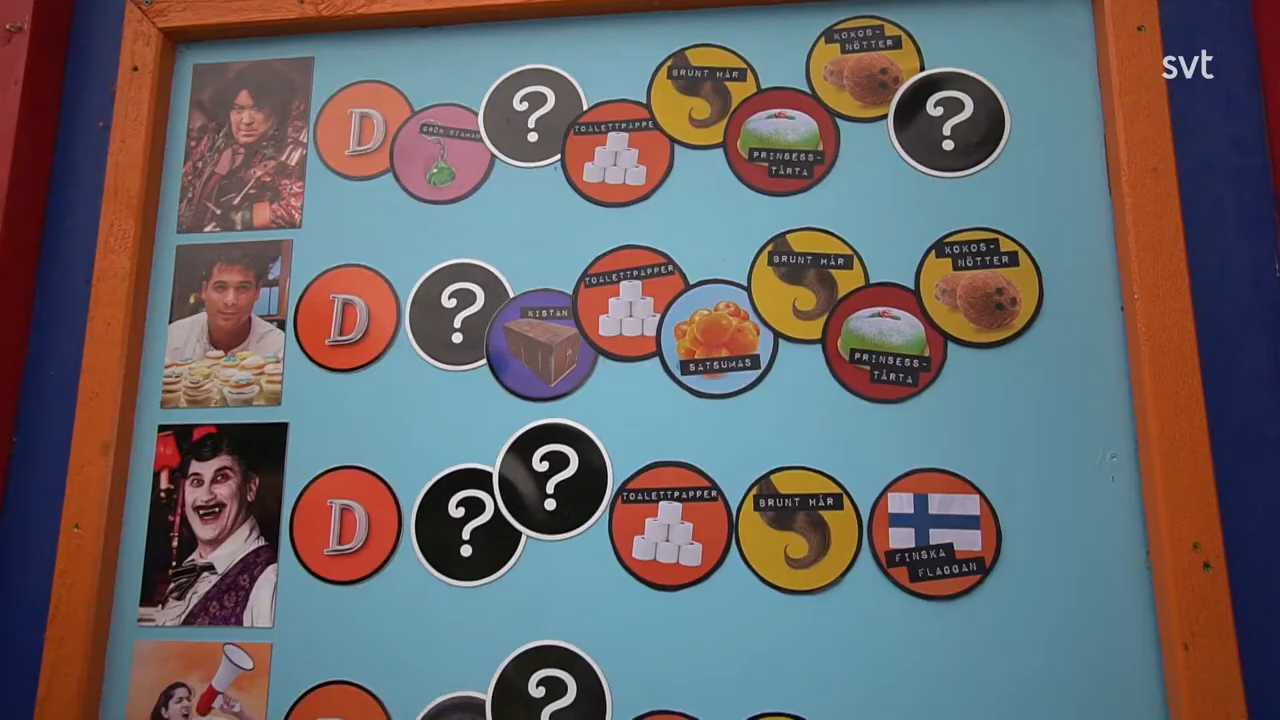 svt
D
GRÖN DIAMANT
?
TOALETTPAPPER
BRUNT HÅR
PRINSESS-
TÅRTA
KOKOS-
NÖTTER
?
D
?
KISTAN
TOALETTPAPPER
SATSUMAS
BRUNT HÅR
PRINSESS-
TÅRTA
KOKOS-
NÖTTER
D
?
?
TOALETTPAPPER
BRUNT HÅR
FINSKA
FLAGGAN
D
?